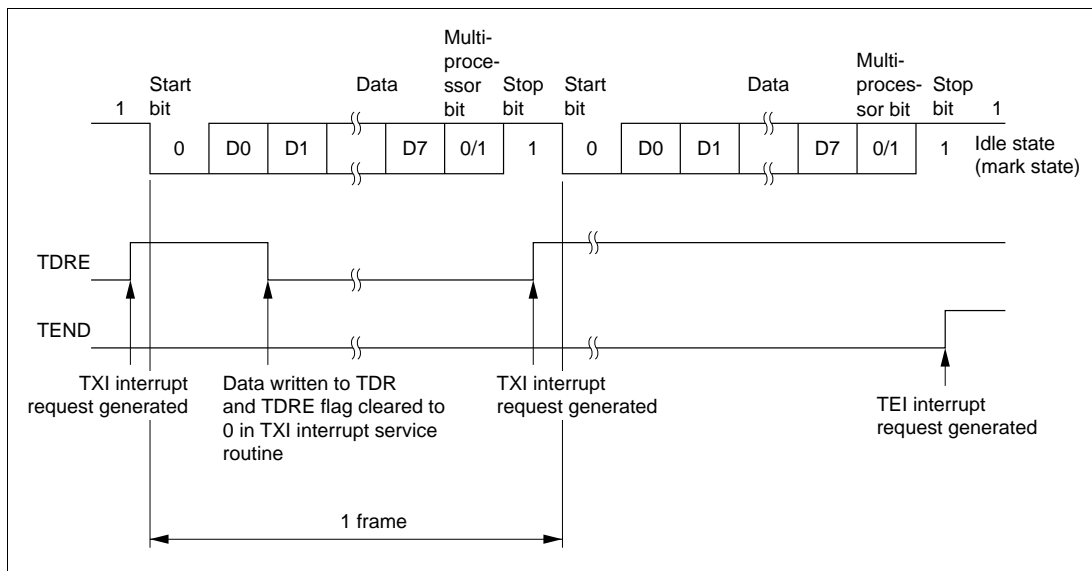 Multi-
proce-
ssor
bit
Start
bit
Data
Stop
bit
Start
bit
Data
Multi-
proces-
sor bit
Stop
bit
1
1
0
D0
D1
D7
0/1
1
0
D0
D1
D7
0/1
1
Idle state
(mark state)
TDRE
TEND
TXI interrupt
request generated
Data written to TDR
and TDRE flag cleared to
0 in TXI interrupt service
routine
TXI interrupt
request generated
TEI interrupt
request generated
1 frame